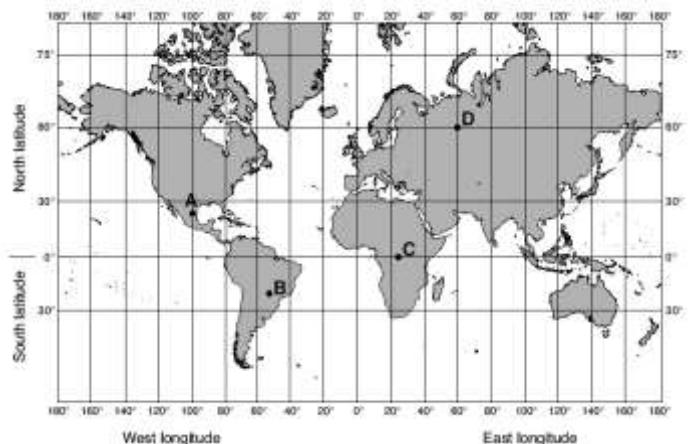 180° 160° 140° 120° 100° 80° 60° 40° 20° 0° 20° 40° 60° 80° 100° 120° 140° 160° 180°
75° 75°
North latitude
60° D 60°
30° 30°
A
0° C 0°
South latitude
B
30° 30°
180° 160° 140° 120° 100° 80° 60° 40° 20° 0° 20° 40° 60° 80° 100° 120° 140° 160° 180°
West longitude East longitude